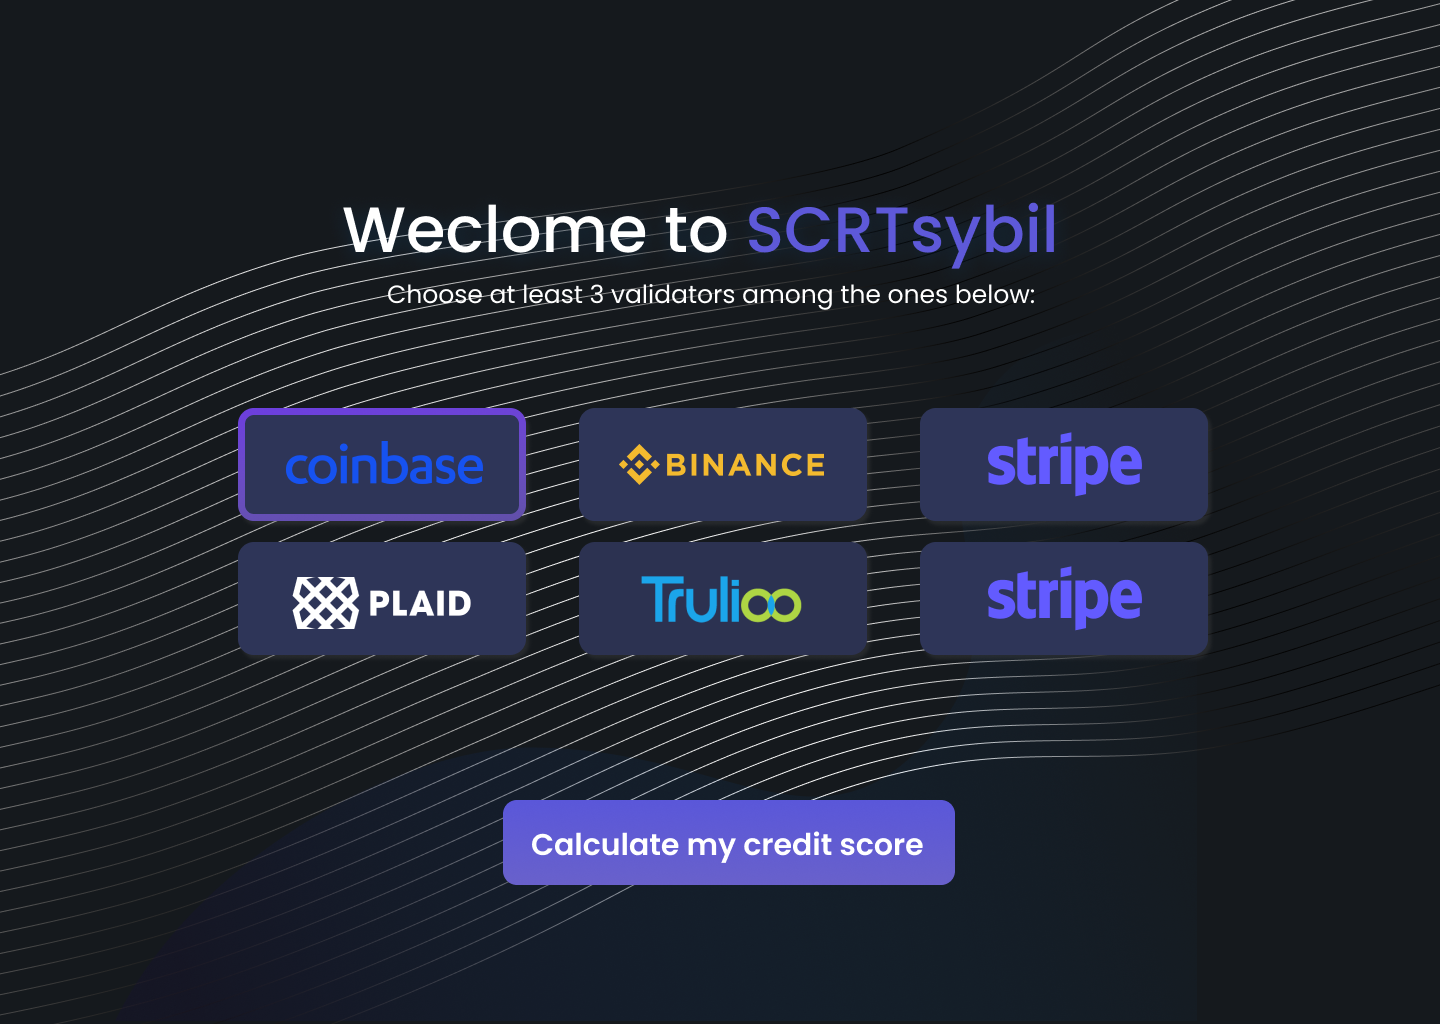 Weclome to SCRTsybil
Choose at least 3 validators among the ones below:
coinbase
BINANCE
stripe
PLAID
Trulioo
stripe
Calculate my credit score